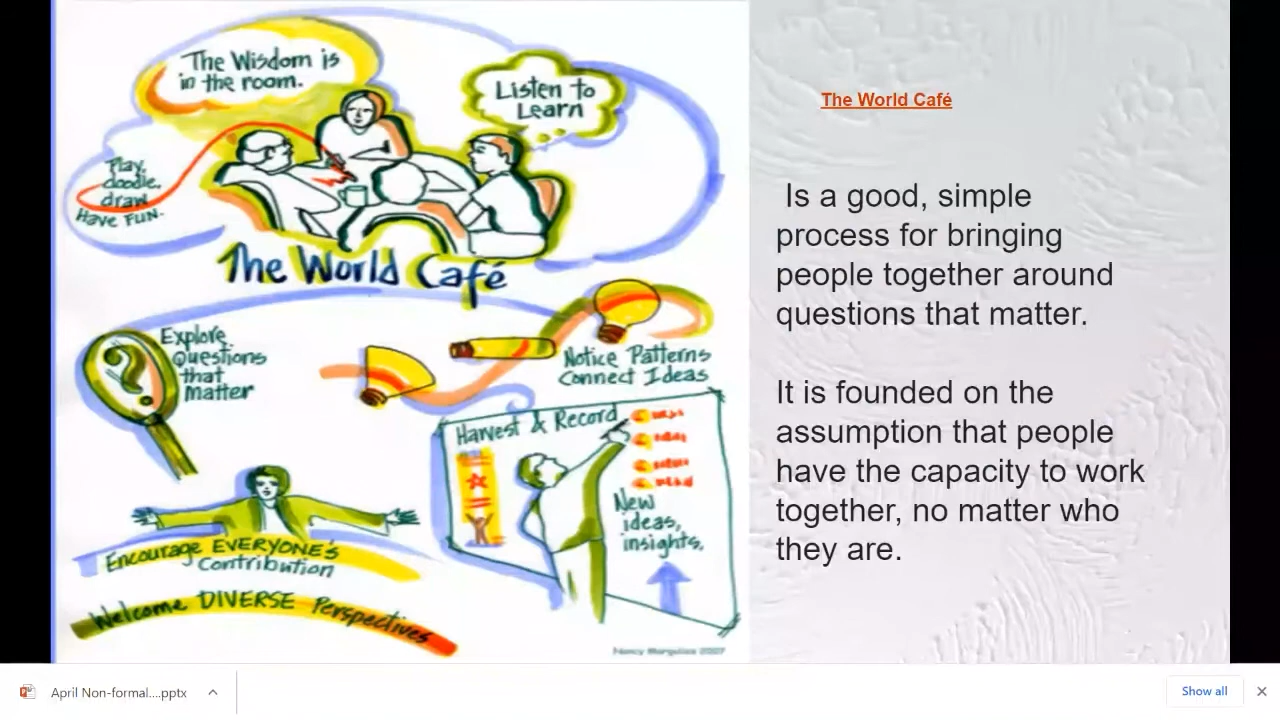 The Wisdom is
in the room.
Listen to
Learn
Play,
doodle,
draw
HAVE FUN.
The World Café
Explore
Questions
that
matter
Notice Patterns
Connect Ideas
Harvest & Record
New
ideas,
insights,
Encourage EVERYONE'S
Contribution
Welcome DIVERSE Perspectives
Nancy Margulies 2007
The World Café
Is a good, simple
process for bringing
people together around
questions that matter.
It is founded on the
assumption that people
have the capacity to work
together, no matter who
they are.
April Non-formal....pptx
Show all